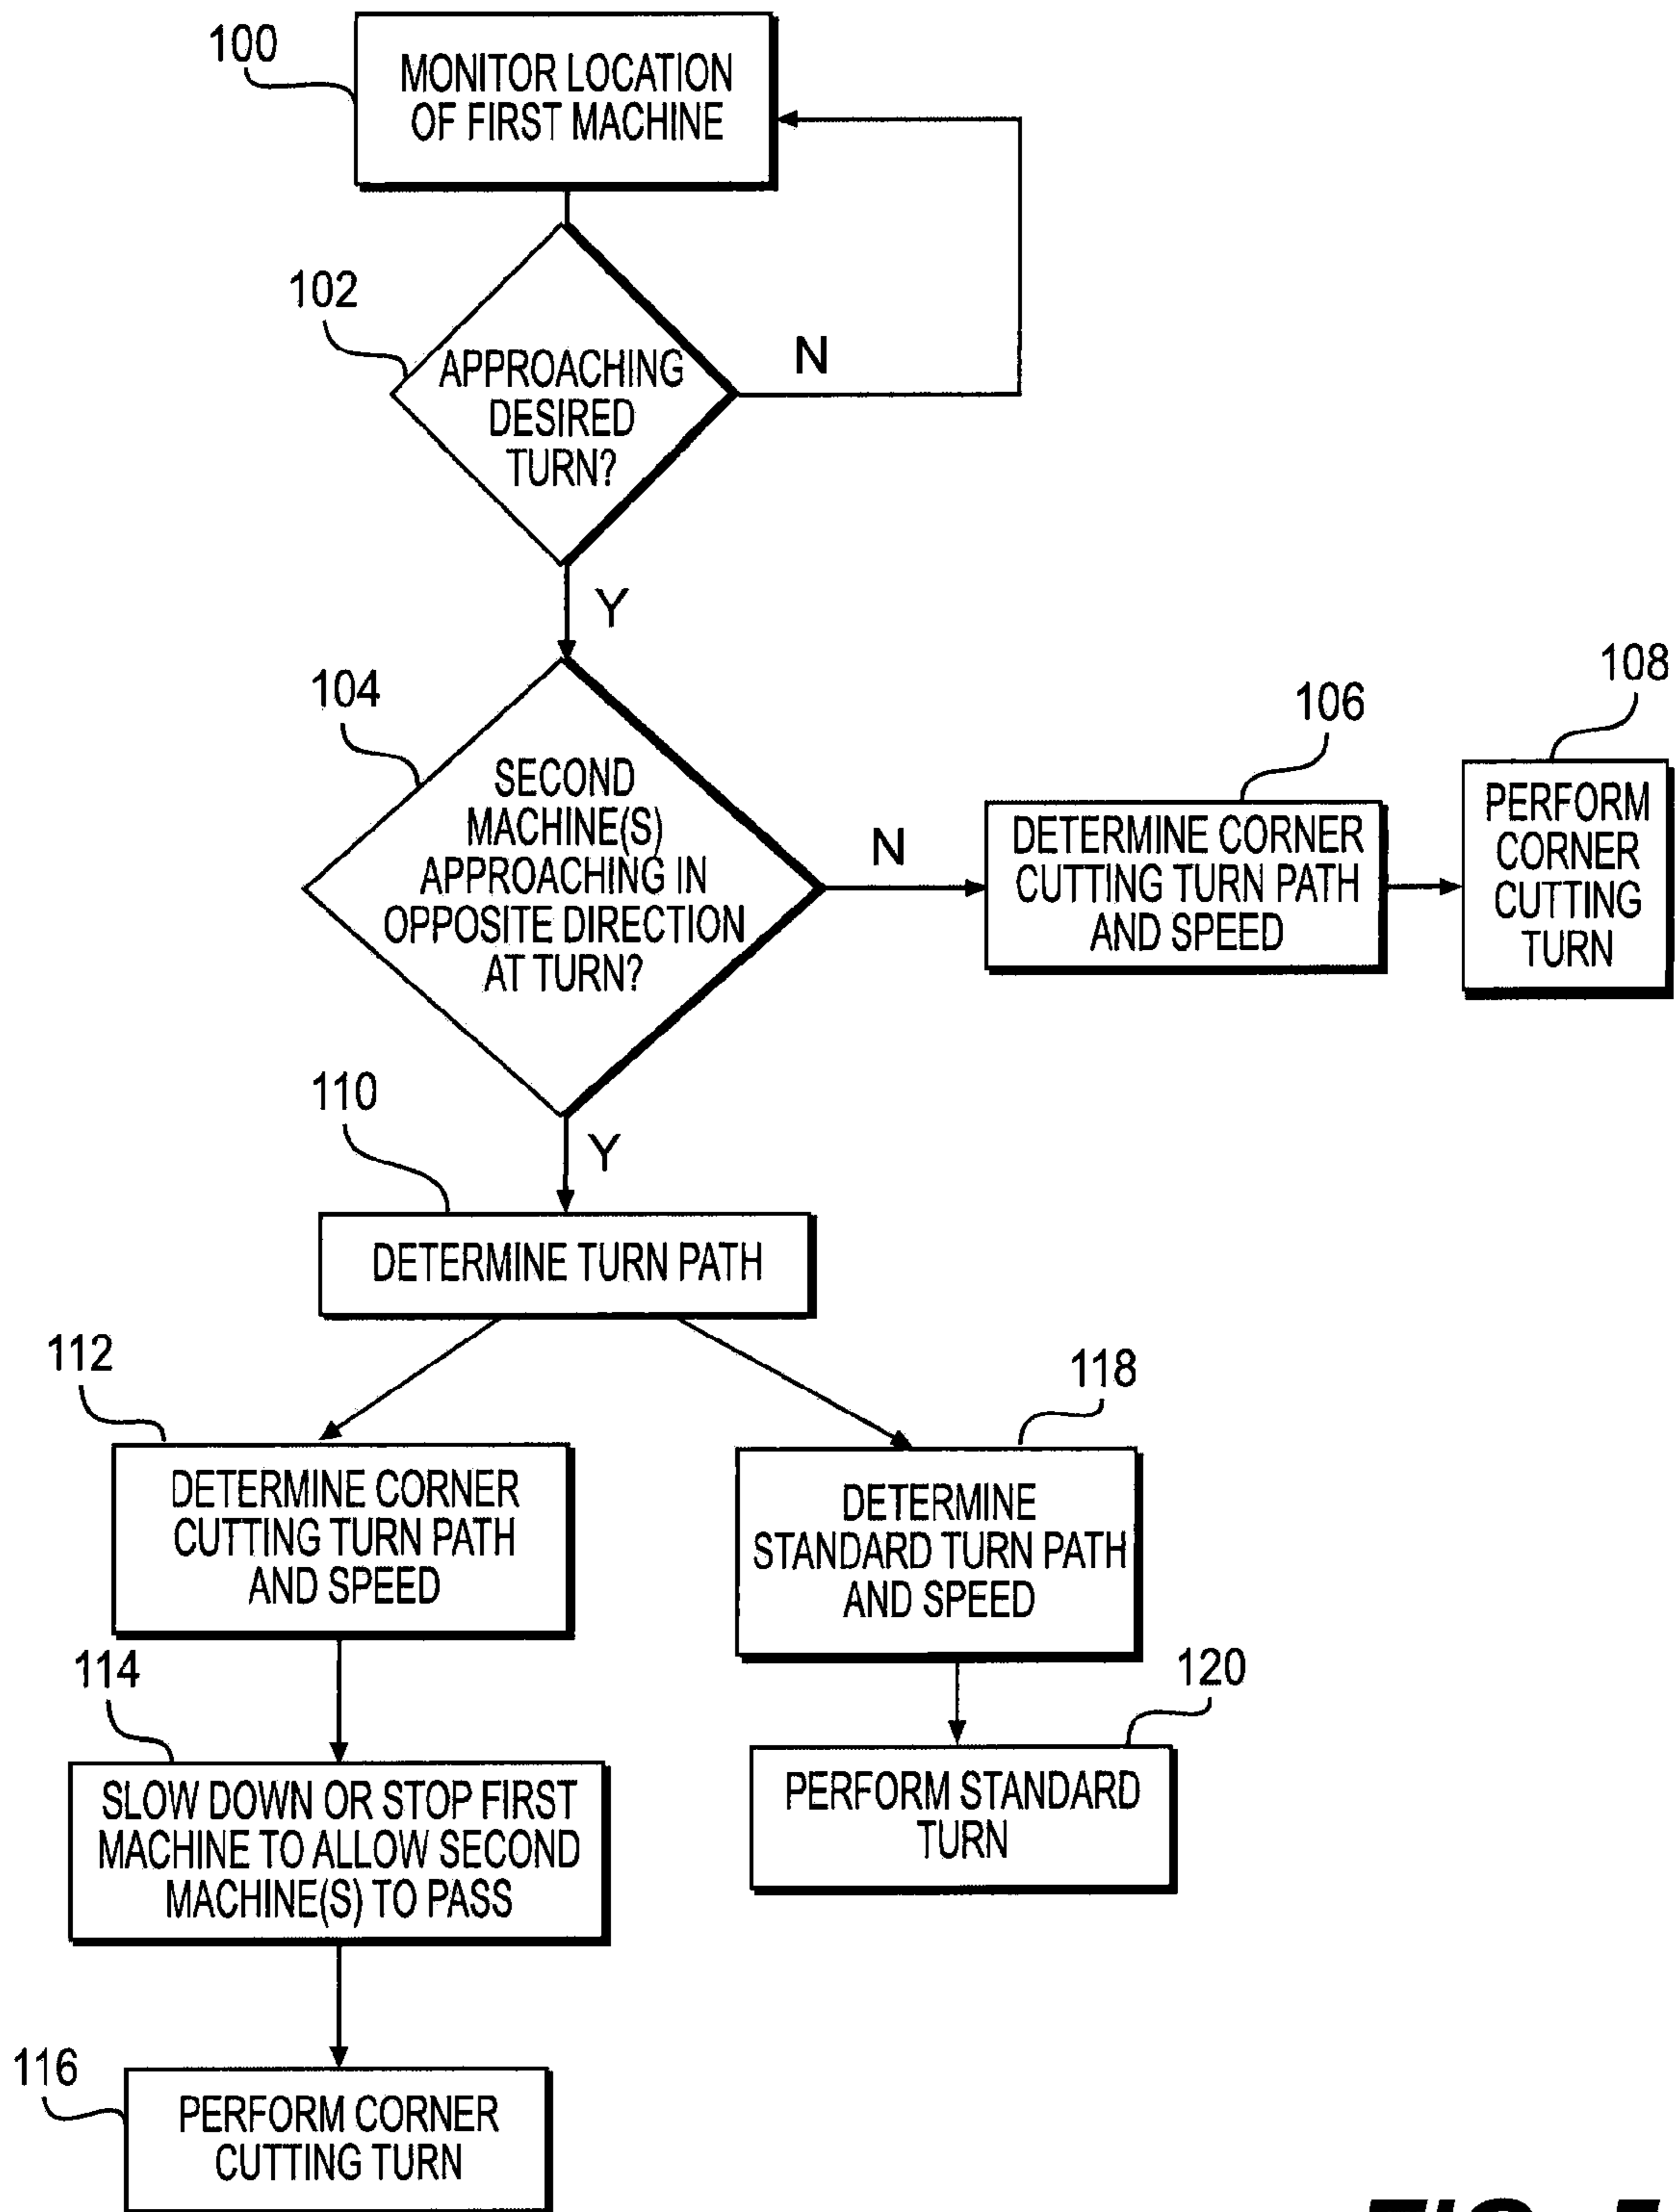 100
MONITOR LOCATION
OF FIRST MACHINE
102
APPROACHING
DESIRED
TURN?
N
Y
104
SECOND
MACHINE(S)
APPROACHING IN
OPPOSITE DIRECTION
AT TURN?
N
106
DETERMINE CORNER
CUTTING TURN PATH
AND SPEED
108
PERFORM
CORNER
CUTTING
TURN
Y
110
DETERMINE TURN PATH
112
DETERMINE CORNER
CUTTING TURN PATH
AND SPEED
118
DETERMINE
STANDARD TURN PATH
AND SPEED
114
SLOW DOWN OR STOP FIRST
MACHINE TO ALLOW SECOND
MACHINE(S) TO PASS
120
PERFORM STANDARD
TURN
116
PERFORM CORNER
CUTTING TURN